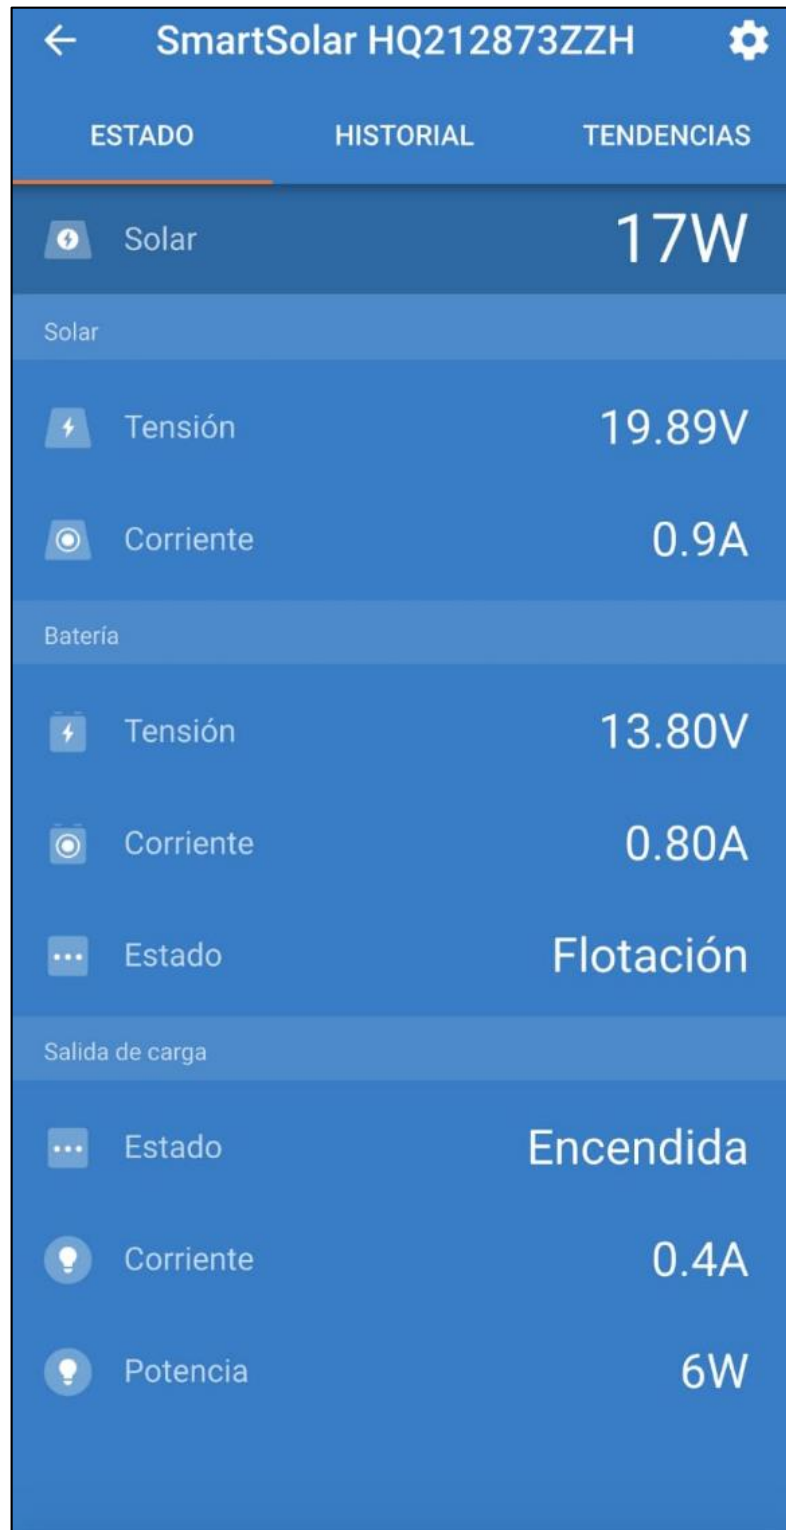 SmartSolar HQ212873ZZH
ESTADO HISTORIAL TENDENCIAS
Solar 17W
Solar
Tensión 19.89V
Corriente 0.9A
Batería
Tensión 13.80V
Corriente 0.80A
Estado Flotación
Salida de carga
Estado Encendida
Corriente 0.4A
Potencia 6W